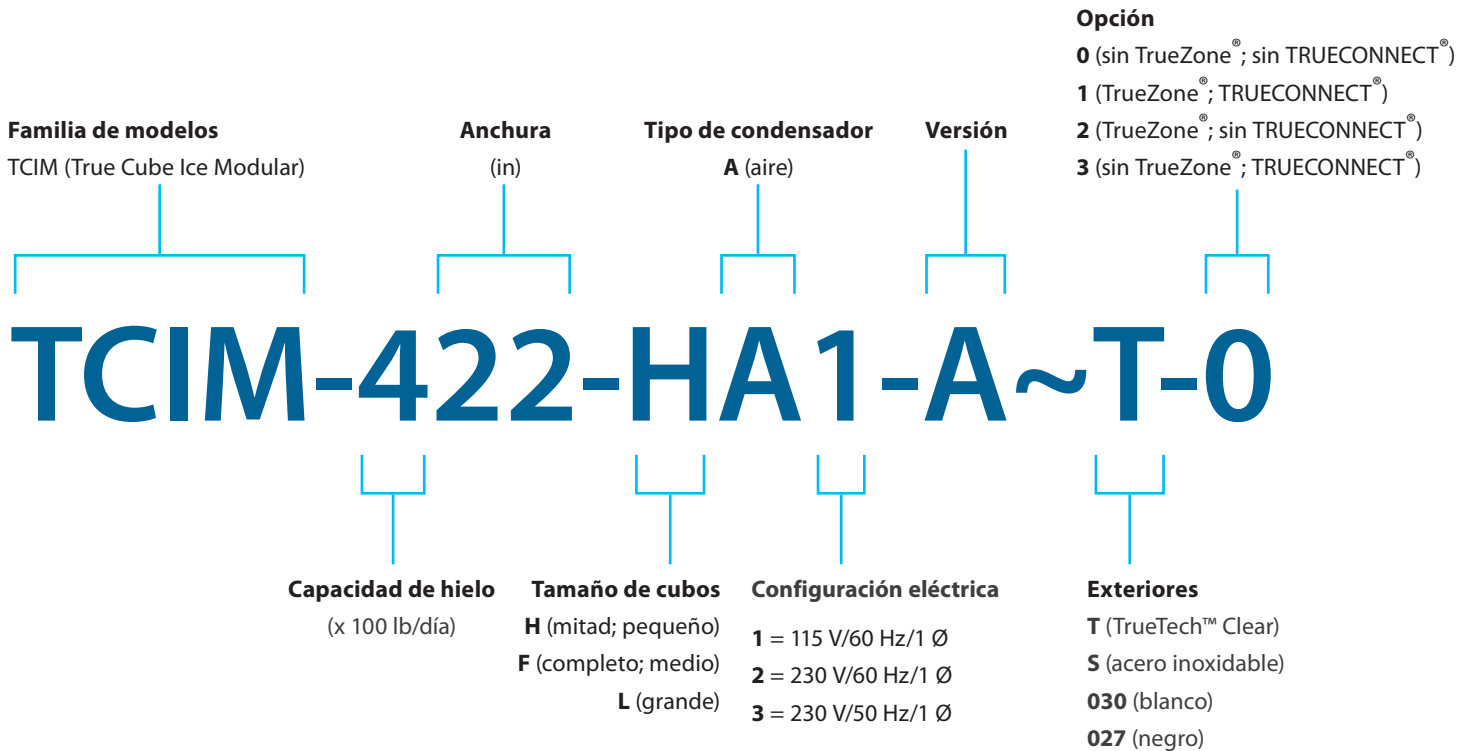 Opción
0 (sin TrueZone®; sin TRUECONNECT®)
1 (TrueZone®; TRUECONNECT®)
2 (TrueZone®; sin TRUECONNECT®)
3 (sin TrueZone®; TRUECONNECT®)
Familia de modelos
TCIM (True Cube Ice Modular)
Anchura
(in)
Tipo de condensador
A (aire)
Versión
TCIM-422-HA1-A~T-0
Capacidad de hielo
(x 100 lb/día)
Tamaño de cubos
H (mitad; pequeño)
F (completo; medio)
L (grande)
Configuración eléctrica
1 = 115 V/60 Hz/1 Ø
2 = 230 V/60 Hz/1 Ø
3 = 230 V/50 Hz/1 Ø
Exteriores
T (TrueTech™ Clear)
S (acero inoxidable)
030 (blanco)
027 (negro)